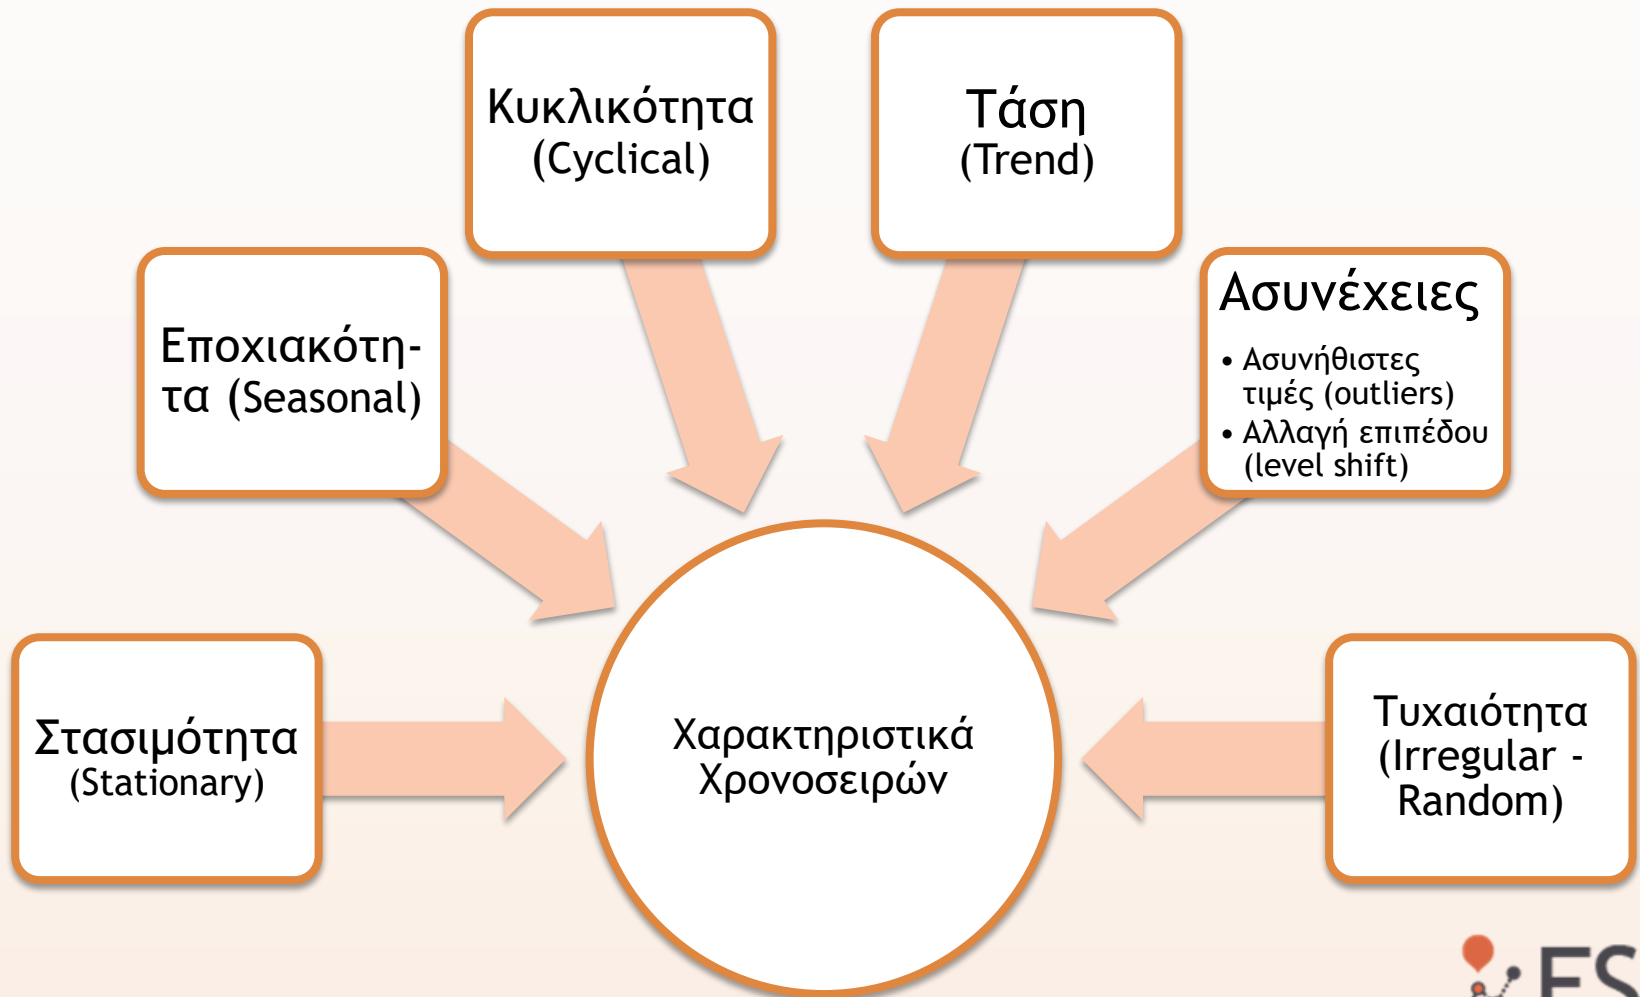 Κυκλικότητα
(Cyclical)
Τάση
(Trend)
Εποχιακότη-
τα (Seasonal)
Ασυνέχειες
• Ασυνήθιστες
τιμές (outliers)
• Αλλαγή επιπέδου
(level shift)
Στασιμότητα
(Stationary)
Χαρακτηριστικά
Χρονοσειρών
Τυχαιότητα
(Irregular -
Random)